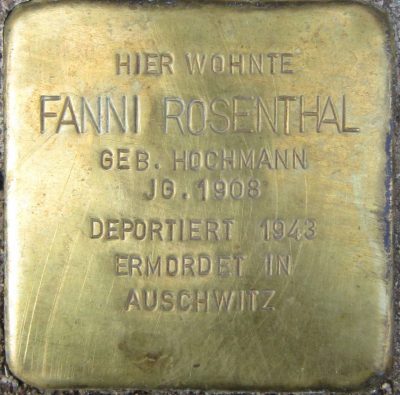 HIER WOHNTE
FANNI ROSENTHAL
GEB. HOCHMANN
JG. 1908
DEPORTIERT 1943
ERMORDET IN
AUSCHWITZ